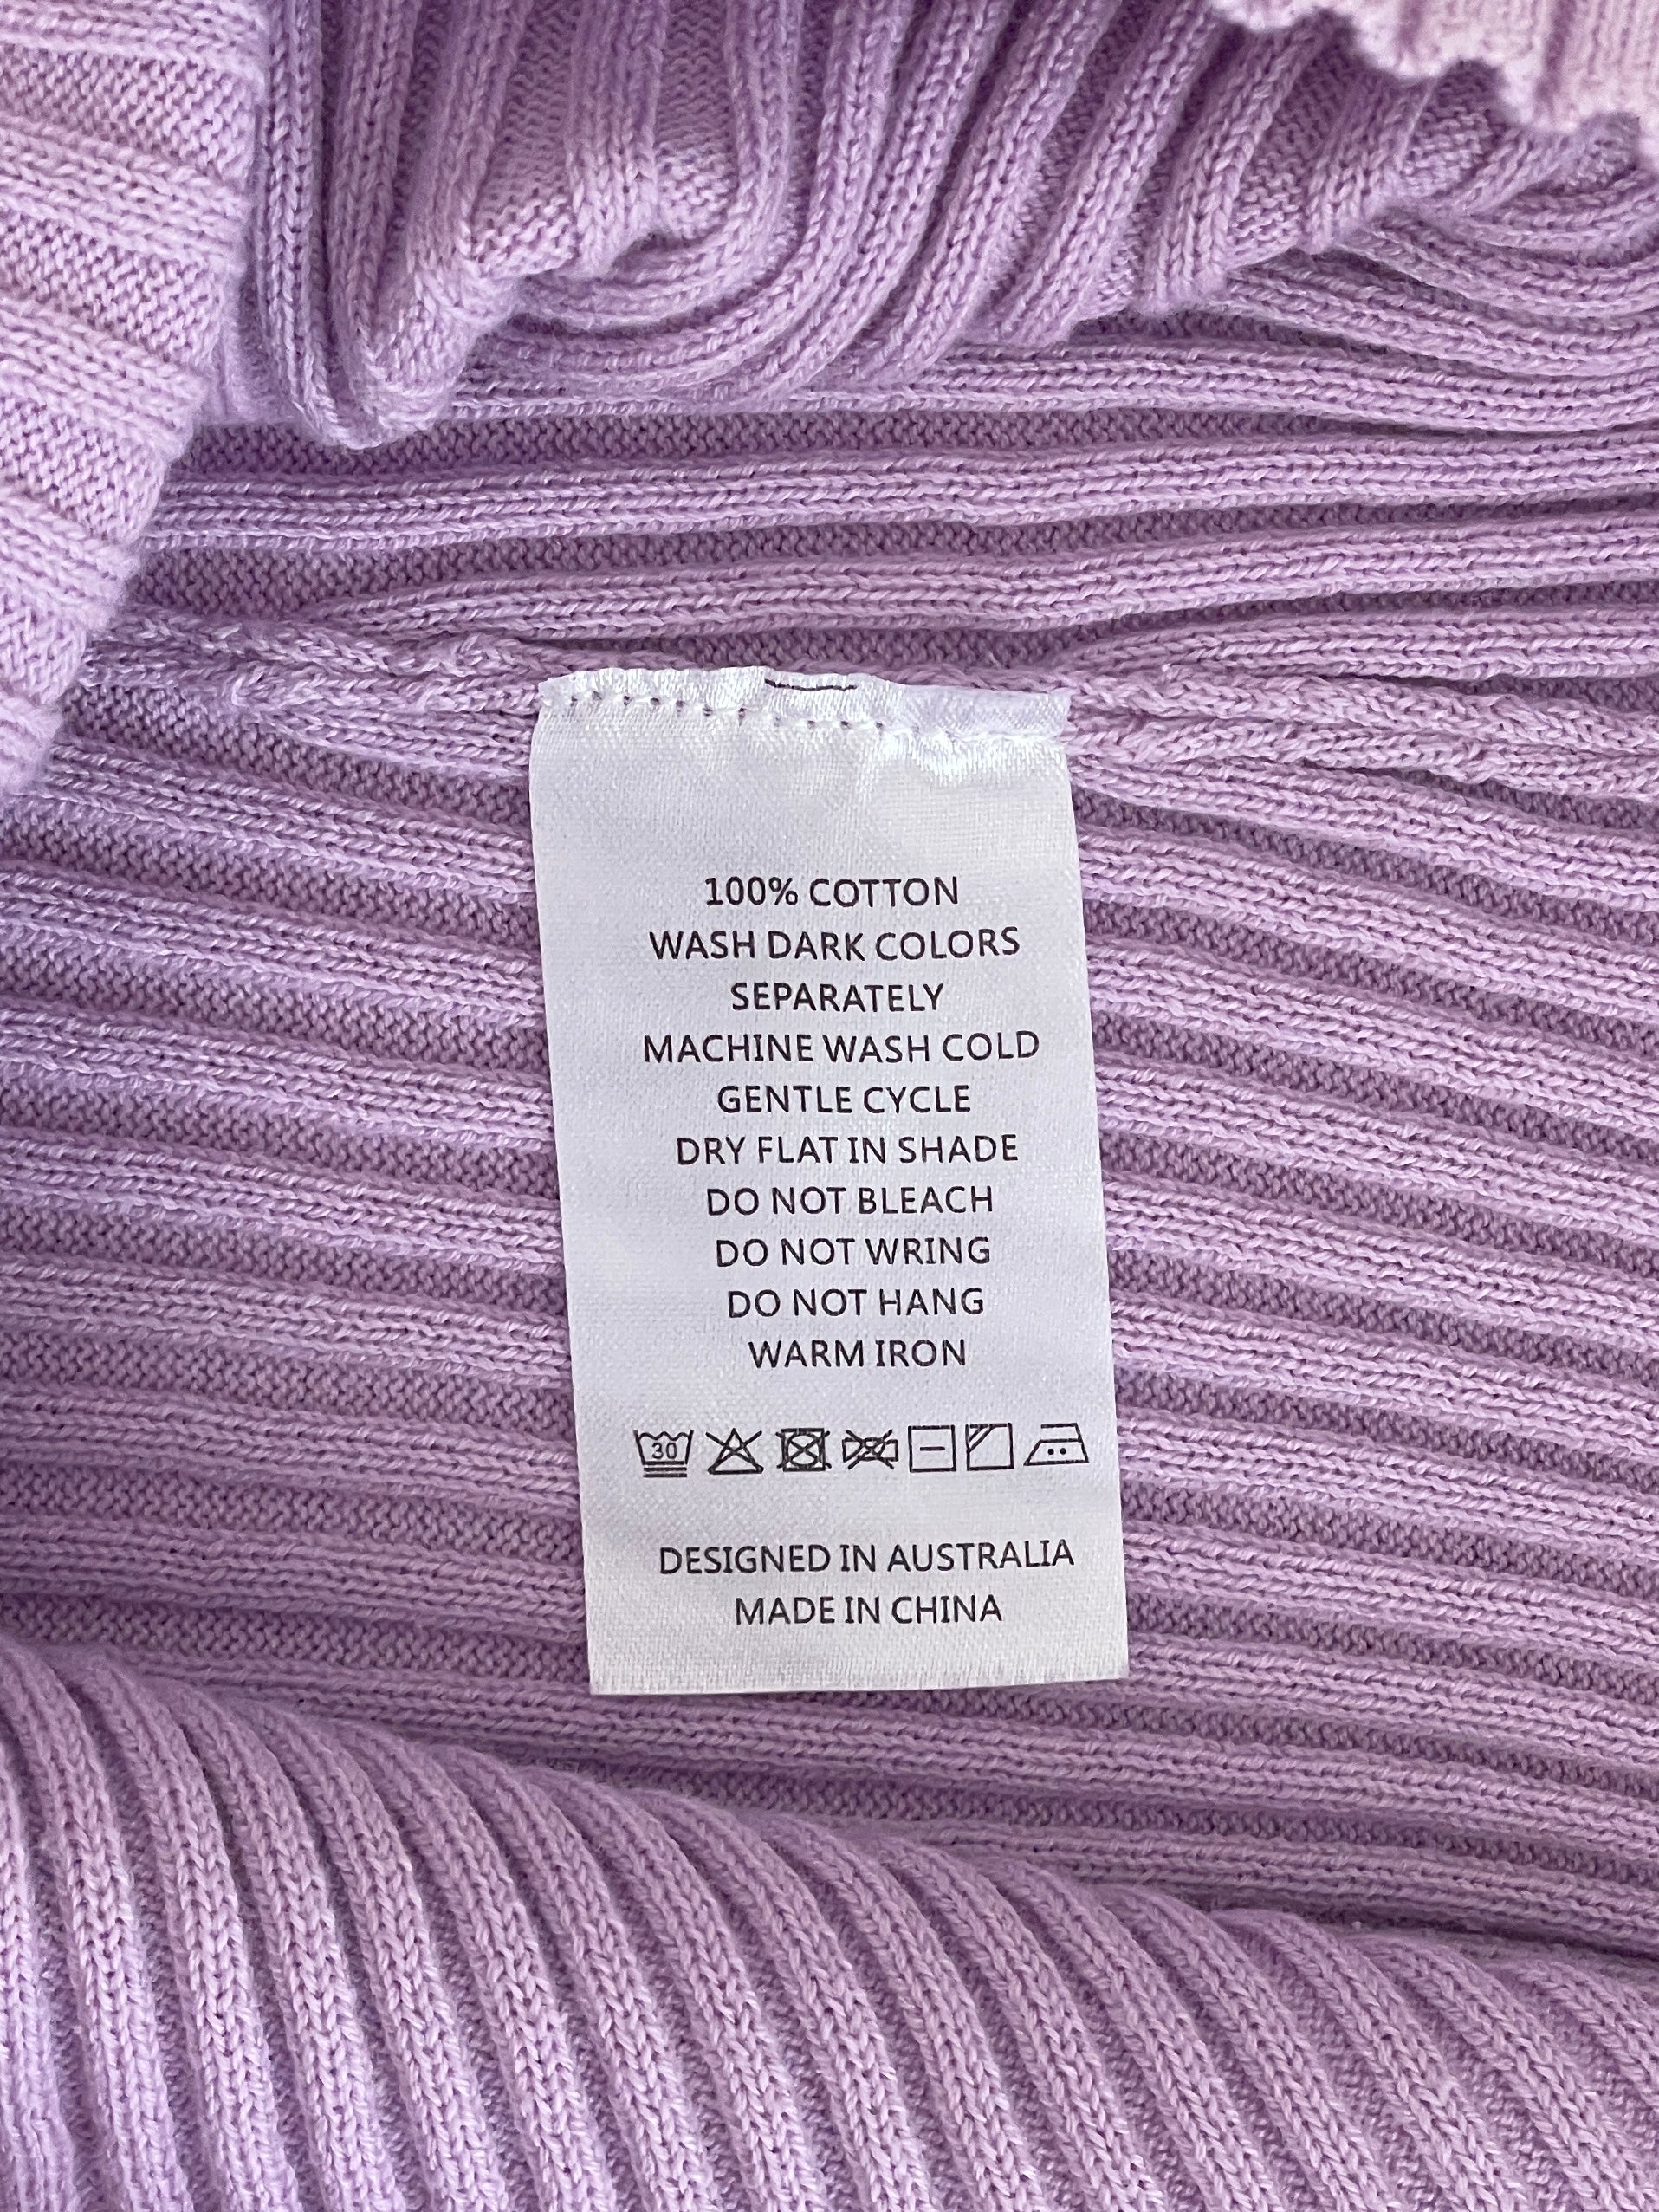 100% COTTON
WASH DARK COLORS
SEPARATELY
MACHINE WASH COLD
GENTLE CYCLE
DRY FLAT IN SHADE
DO NOT BLEACH
DO NOT WRING
DO NOT HANG
WARM IRON
30
DESIGNED IN AUSTRALIA
MADE IN CHINA